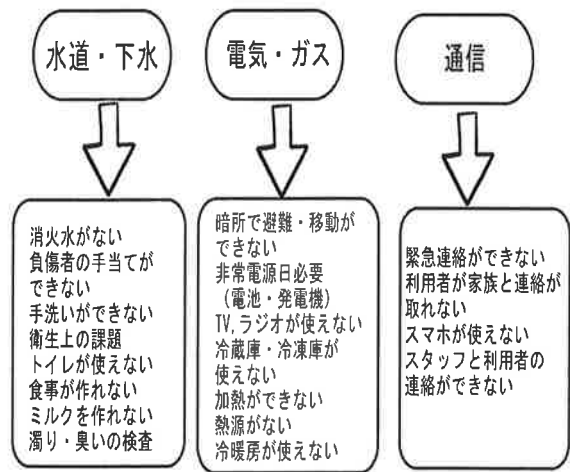 水道・下水
消火水がない
負傷者の手当てが
できない
手洗いができない
衛生上の課題
トイレが使えない
食事が作れない
ミルクを作れない
濁り・臭いの検査
電気・ガス
暗所で避難・移動が
できない
非常電源日必要
(電池・発電機)
TV,ラジオが使えない
冷蔵庫・冷凍庫が
使えない
加熱ができない
熱源がない
冷暖房が使えない
通信
緊急連絡ができない
利用者が家族と連絡が
取れない
スマホが使えない
スタッフと利用者の
連絡ができない